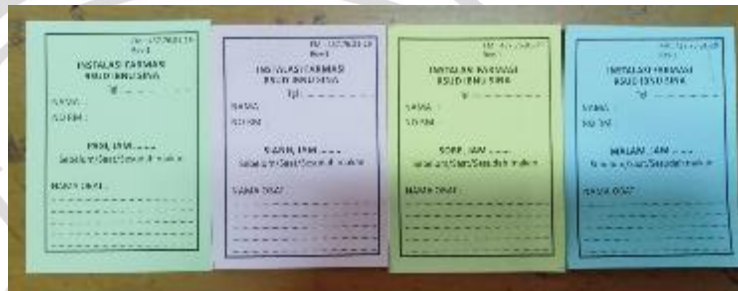 INSTALASI FARMASI
RSUD IBNU SINA
Tgl :
NAMA :
NO RM :
PAGI, JAM
Sebelum/Saat/Sesudah makan
NAMA OBAT :
INSTALASI FARMASI
RSUD IBNU SINA
Tgl :
NAMA :
NO RM :
SIANG, JAM
Sebelum/Saat/Sesudah makan
NAMA OBAT :
INSTALASI FARMASI
RSUD IBNU SINA
Tgl :
NAMA :
NO RM :
SORE, JAM
Sebelum/Saat/Sesudah makan
NAMA OBAT :
INSTALASI FARMASI
RSUD IBNU SINA
Tgl :
NAMA :
NO RM :
MALAM, JAM
Sebelum/Saat/Sesudah makan
NAMA OBAT :